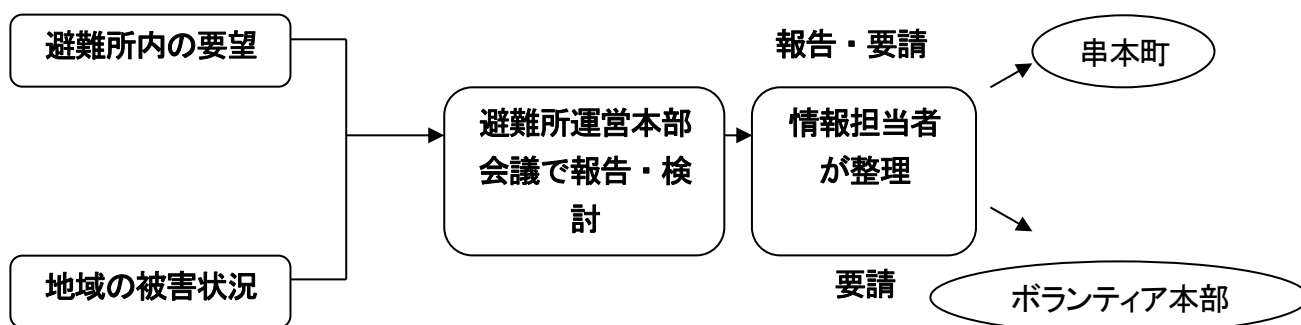 避難所内の要望
報告・要請
串本町
避難所運営本部
会議で報告・検
討
情報担当者
が整理
地域の被害状況
要請
ボランティア本部